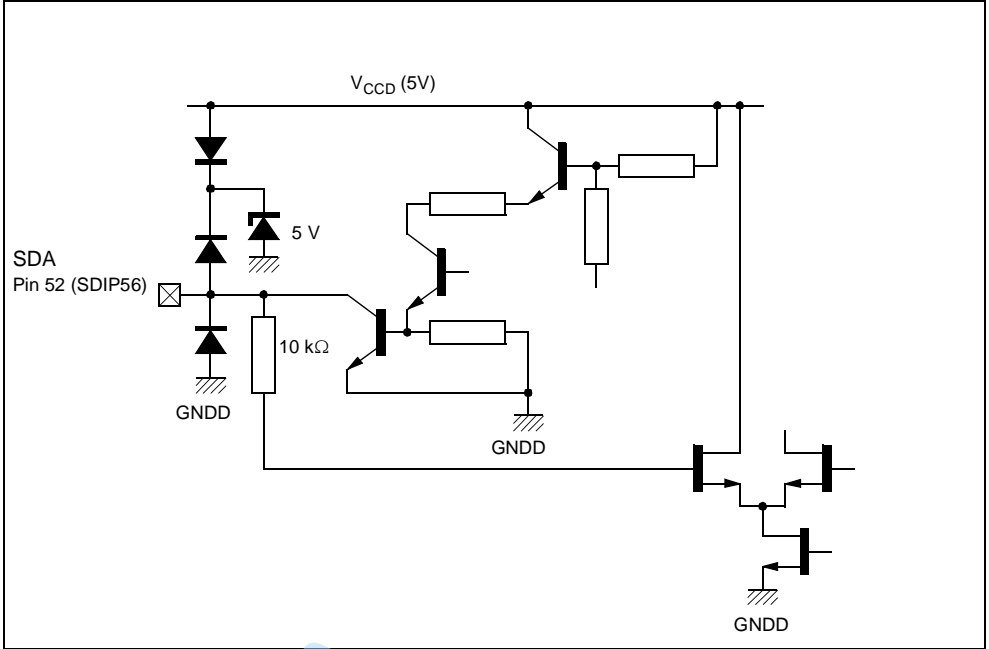 V_CCD (5V)
5 V
SDA
Pin 52 (SDIP56)
10 kΩ
GNDD
GNDD
GNDD